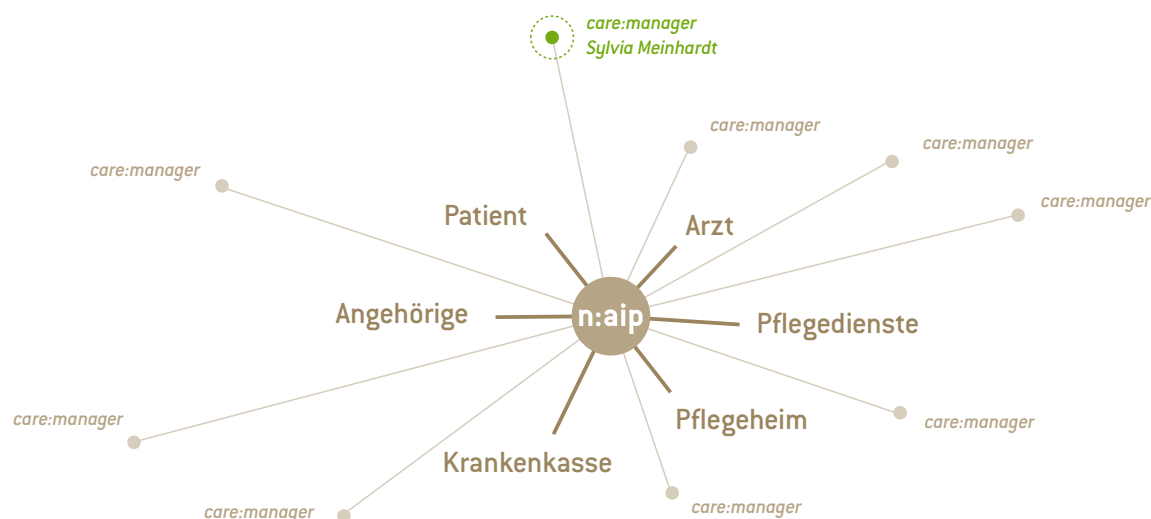 care:manager
Sylvia Meinhardt
care:manager
care:manager
care:manager
care:manager
Patient
Arzt
Angehörige
n:aip
Pflegedienste
care:manager
Pflegeheim
care:manager
Krankenkasse
care:manager
care:manager